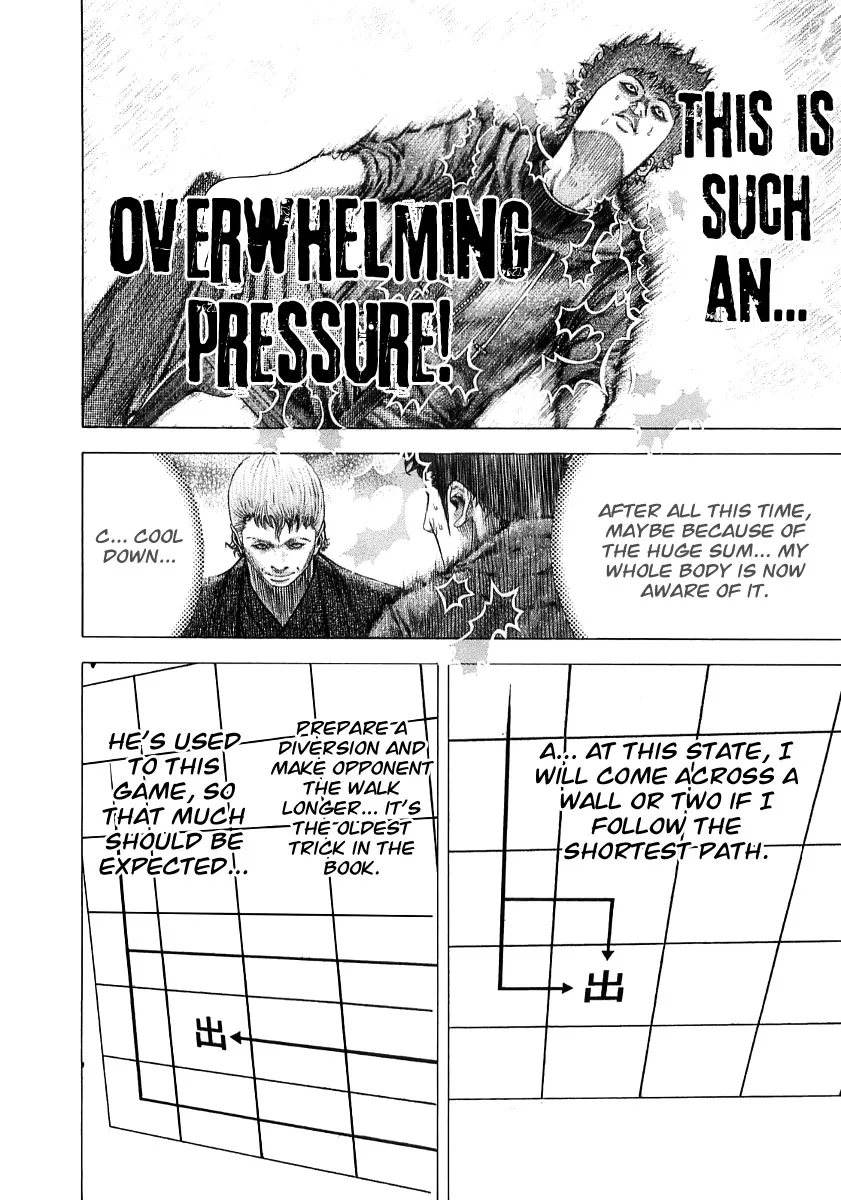 THIS IS
SUCH
AN...
OVERWHELMING
PRESSURE!
AFTER ALL THIS TIME,
MAYBE BECAUSE OF
THE HUGE SUM... MY
WHOLE BODY IS NOW
AWARE OF IT.
C... COOL
DOWN...
A... AT THIS STATE, I
WILL COME ACROSS A
WALL OR TWO IF I
FOLLOW THE
SHORTEST PATH.
出
PREPARE A
DIVERSION AND
MAKE OPPONENT
THE WALK
LONGER... IT'S
THE OLDEST
TRICK IN THE
BOOK.
HE'S USED
TO THIS
GAME, SO
THAT MUCH
SHOULD BE
EXPECTED...
出